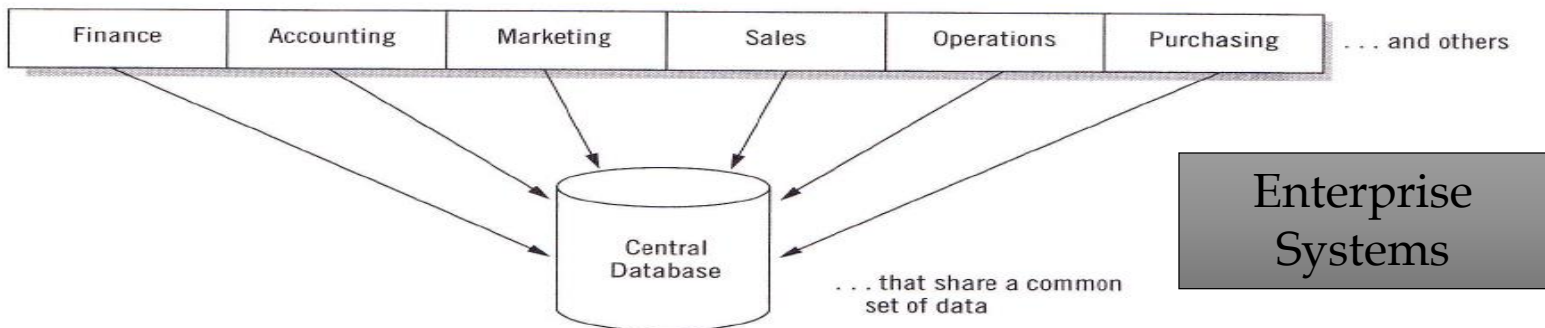 Finance Accounting Marketing Sales Operations Purchasing ... and others
Enterprise
Systems
Central
Database
... that share a common
set of data